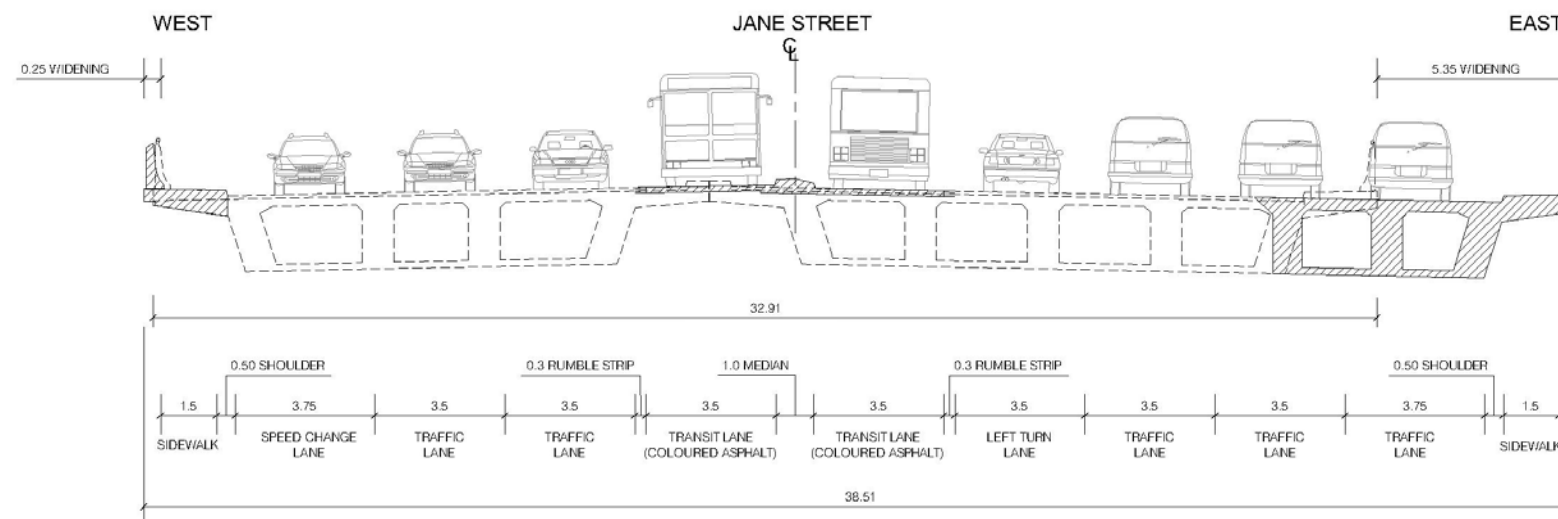 WEST
JANE STREET
EAST
℄
0.25 WIDENING
5.35 WIDENING
32.91
0.50 SHOULDER
0.3 RUMBLE STRIP
1.0 MEDIAN
0.3 RUMBLE STRIP
0.50 SHOULDER
1.5
3.75
3.5
3.5
3.5
3.5
3.5
3.5
3.5
3.75
1.5
SIDEWALK
SPEED CHANGE
LANE
TRAFFIC
LANE
TRAFFIC
LANE
TRANSIT LANE
(COLOURED ASPHALT)
TRANSIT LANE
(COLOURED ASPHALT)
LEFT TURN
LANE
TRAFFIC
LANE
TRAFFIC
LANE
TRAFFIC
LANE
SIDEWALK
38.51